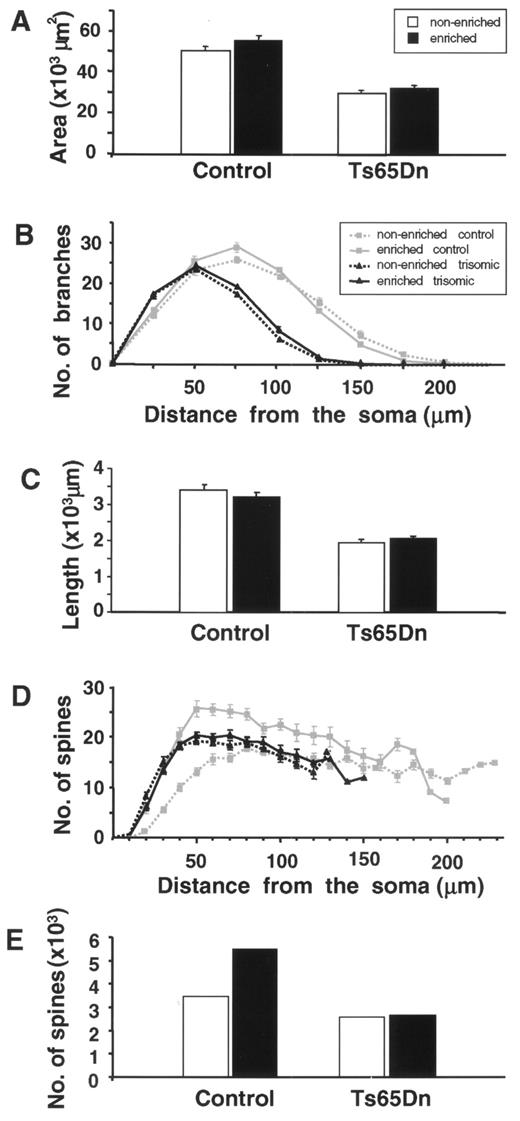 A
Area (x10³ μm²)
60
40
20
0
non-enriched
enriched
Control Ts65Dn
B
No. of branches
30
20
10
0
non-enriched control
enriched control
non-enriched trisomic
enriched trisomic
50 100 150 200
Distance from the soma (μm)
C
Length (x10³μm)
4
3
2
1
0
Control Ts65Dn
D
No. of spines
30
20
10
0
50 100 150 200
Distance from the soma (μm)
E
No. of spines (x10³)
6
5
4
3
2
1
0
Control Ts65Dn